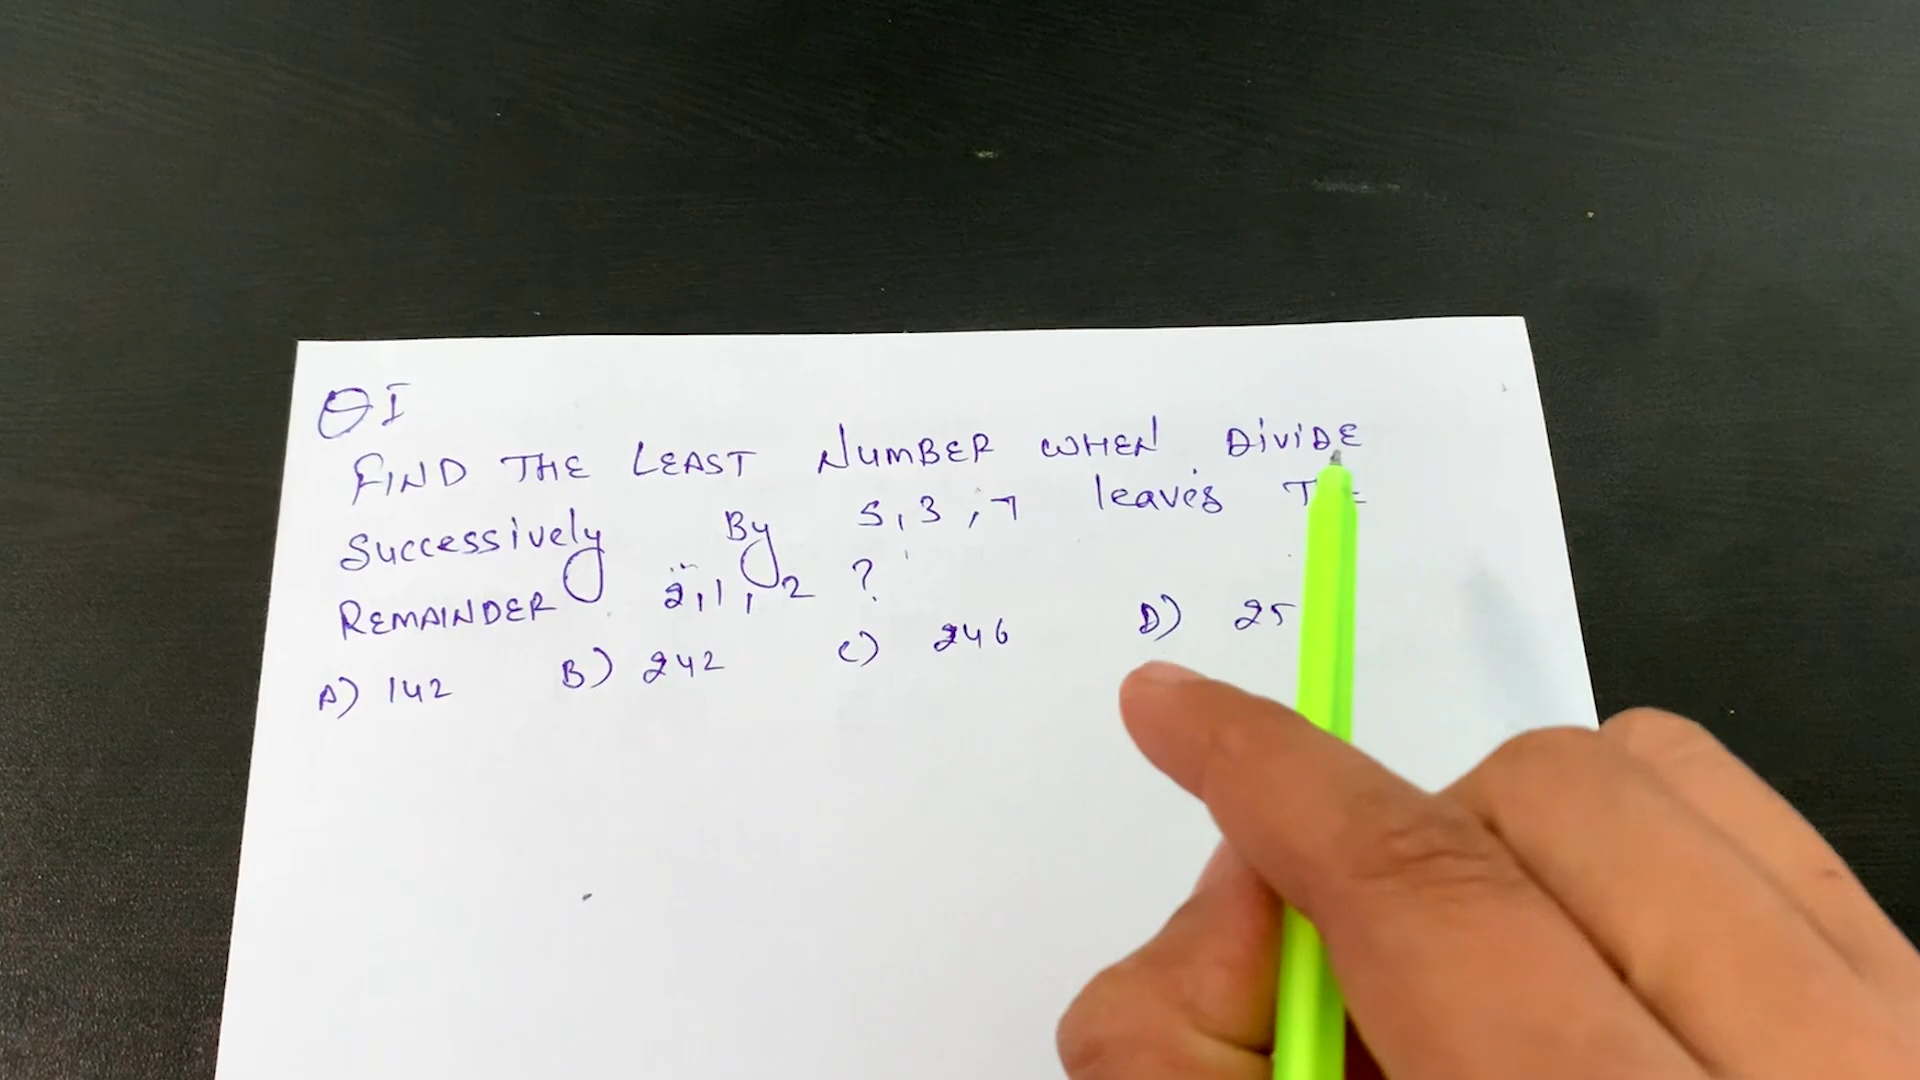 Q1
FIND THE LEAST NUMBER WHEN DIVIDE
Successively By 5, 3, 7 leaves
REMAINDER 2, 1, 2 ?
A) 142 B) 242 C) 246 D)